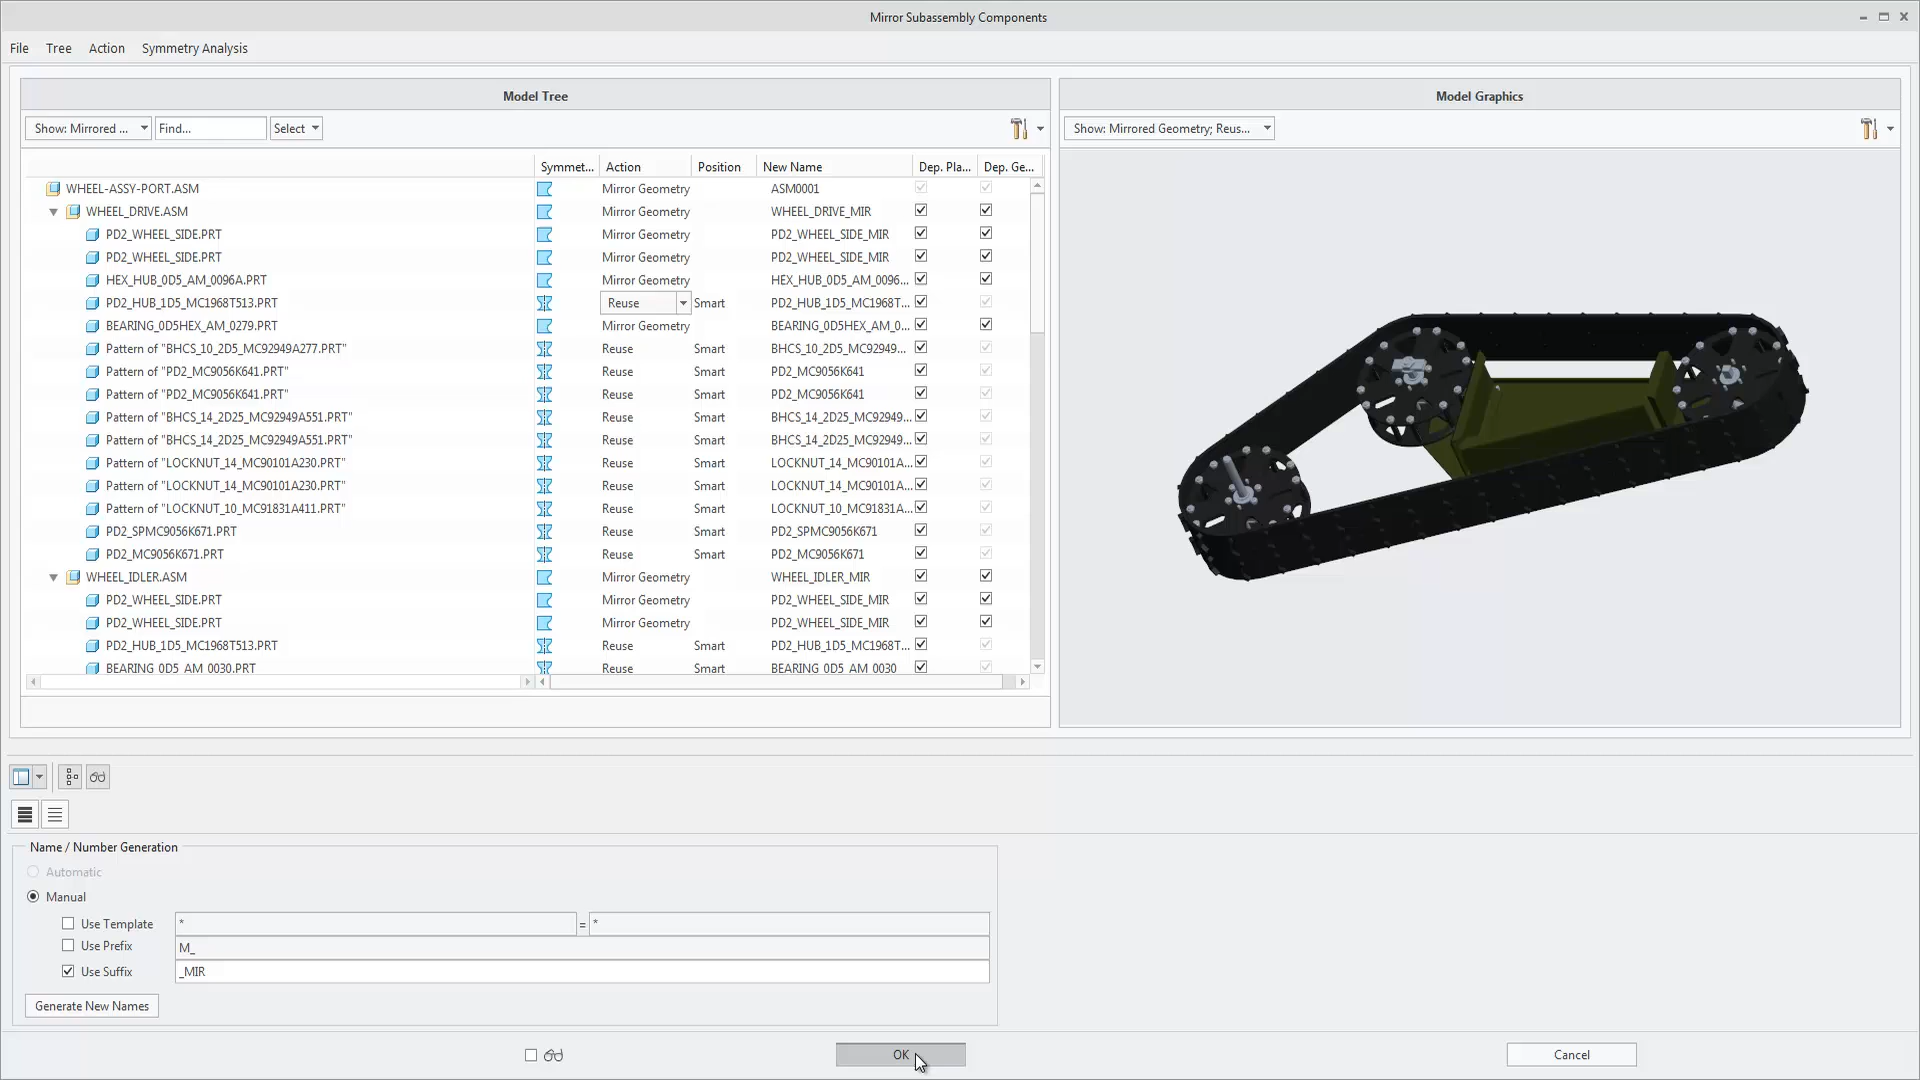 Mirror Subassembly Components
File Tree Action Symmetry Analysis
Model Tree
Show: Mirrored ... Find... Select
Symmet... Action Position New Name Dep. Pla... Dep. Ge...
WHEEL-ASSY-PORT.ASM Mirror Geometry ASM0001
WHEEL_DRIVE.ASM Mirror Geometry WHEEL_DRIVE_MIR
PD2_WHEEL_SIDE.PRT Mirror Geometry PD2_WHEEL_SIDE_MIR
PD2_WHEEL_SIDE.PRT Mirror Geometry PD2_WHEEL_SIDE_MIR
HEX_HUB_0D5_AM_0096A.PRT Mirror Geometry HEX_HUB_0D5_AM_0096...
PD2_HUB_1D5_MC1968T513.PRT Reuse Smart PD2_HUB_1D5_MC1968T...
BEARING_0D5HEX_AM_0279.PRT Mirror Geometry BEARING_0D5HEX_AM_0...
Pattern of "BHCS_10_2D5_MC92949A277.PRT" Reuse Smart BHCS_10_2D5_MC92949...
Pattern of "PD2_MC9056K641.PRT" Reuse Smart PD2_MC9056K641
Pattern of "PD2_MC9056K641.PRT" Reuse Smart PD2_MC9056K641
Pattern of "BHCS_14_2D25_MC92949A551.PRT" Reuse Smart BHCS_14_2D25_MC92949...
Pattern of "BHCS_14_2D25_MC92949A551.PRT" Reuse Smart BHCS_14_2D25_MC92949...
Pattern of "LOCKNUT_14_MC90101A230.PRT" Reuse Smart LOCKNUT_14_MC90101A...
Pattern of "LOCKNUT_14_MC90101A230.PRT" Reuse Smart LOCKNUT_14_MC90101A...
Pattern of "LOCKNUT_10_MC91831A411.PRT" Reuse Smart LOCKNUT_10_MC91831A...
PD2_SPMC9056K671.PRT Reuse Smart PD2_SPMC9056K671
PD2_MC9056K671.PRT Reuse Smart PD2_MC9056K671
WHEEL_IDLER.ASM Mirror Geometry WHEEL_IDLER_MIR
PD2_WHEEL_SIDE.PRT Mirror Geometry PD2_WHEEL_SIDE_MIR
PD2_WHEEL_SIDE.PRT Mirror Geometry PD2_WHEEL_SIDE_MIR
PD2_HUB_1D5_MC1968T513.PRT Reuse Smart PD2_HUB_1D5_MC1968T...
BEARING_0D5_AM_0030.PRT Reuse Smart BEARING_0D5_AM_0030
Model Graphics
Show: Mirrored Geometry; Reus...
Name / Number Generation
Automatic
Manual
Use Template * = *
Use Prefix M_
Use Suffix _MIR
Generate New Names
OK
Cancel